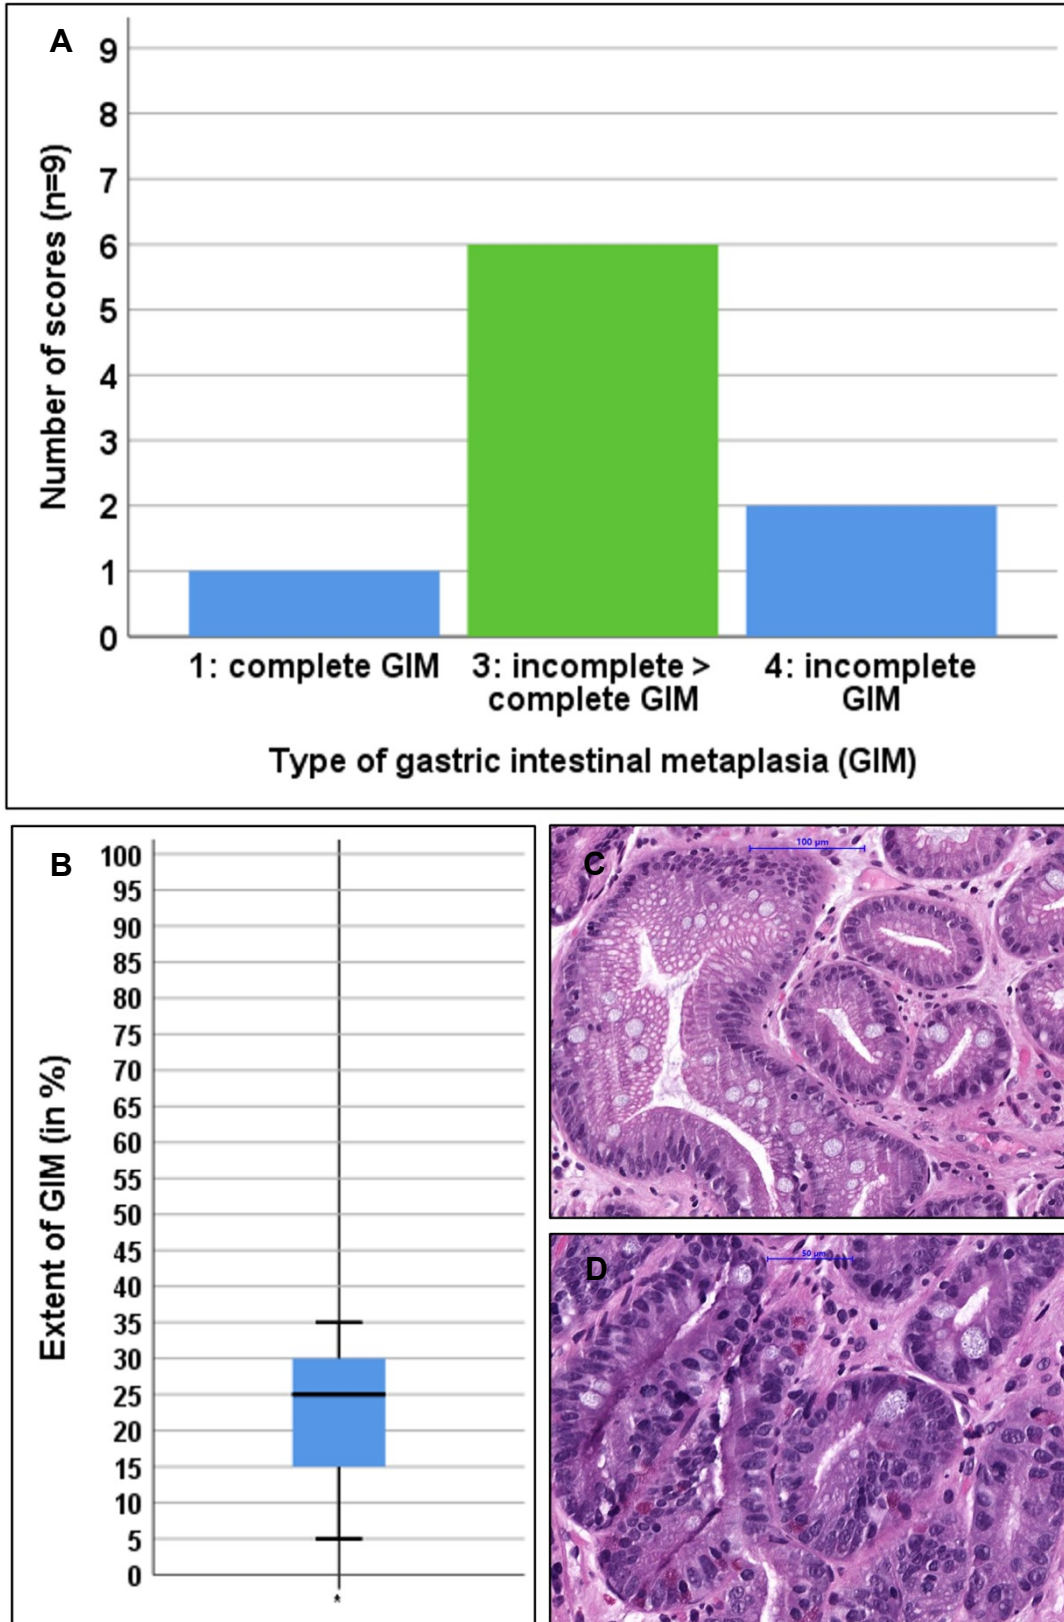 A
Number of scores (n=9)
9
8
7
6
5
4
3
2
1
0
1: complete GIM
3: incomplete >
complete GIM
4: incomplete
GIM
Type of gastric intestinal metaplasia (GIM)
B
Extent of GIM (in %)
100
95
90
85
80
75
70
65
60
55
50
45
40
35
30
25
20
15
10
5
0
*
C
100 µm
D
50 µm